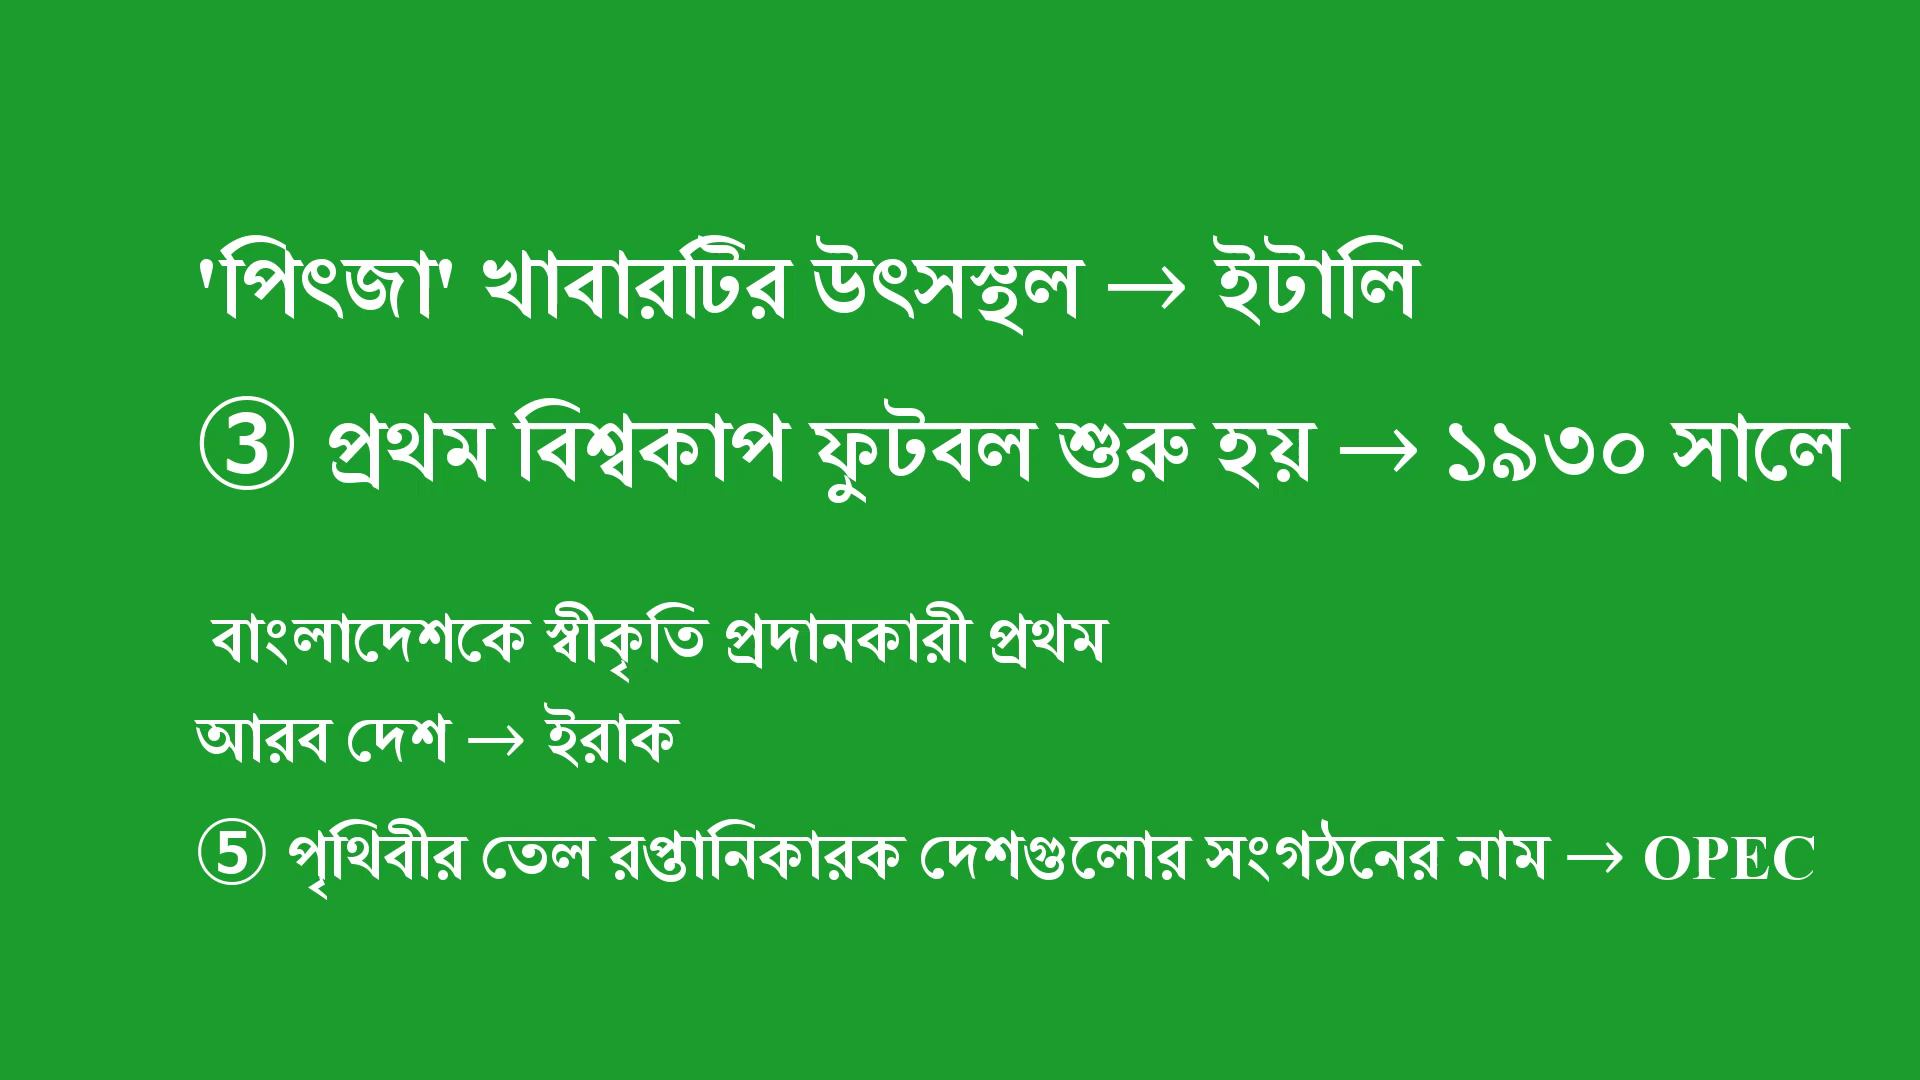 'পিৎজা' খাবারটির উৎসস্থল → ইটালি
③ প্রথম বিশ্বকাপ ফুটবল শুরু হয় → ১৯৩০ সালে
বাংলাদেশকে স্বীকৃতি প্রদানকারী প্রথম
আরব দেশ → ইরাক
⑤ পৃথিবীর তেল রপ্তানিকারক দেশগুলোর সংগঠনের নাম → OPEC